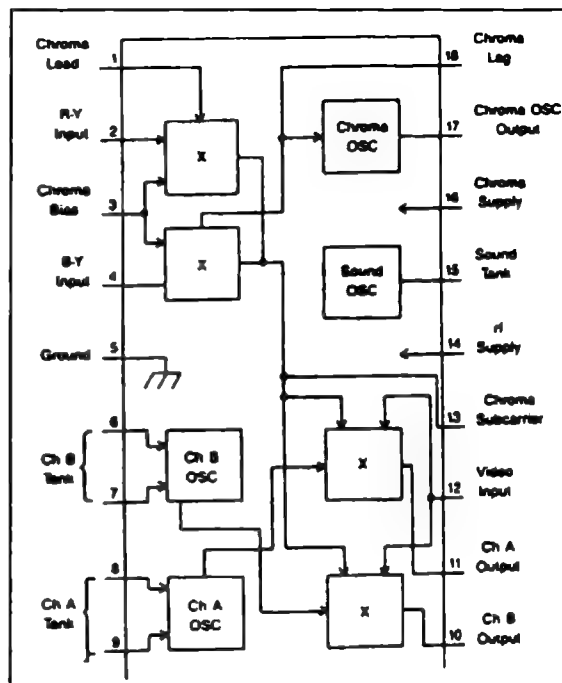 Chroma
Lead
1
R-Y
Input
2
Chroma
Bias
3
B-Y
Input
4
Ground
5
Ch B
Tank
6
7
Ch A
Tank
8
9
X
X
Ch B
OSC
Ch A
OSC
Chroma
OSC
Sound
OSC
X
X
Chroma
Lag
18
Chroma OSC
Output
17
Chroma
Supply
16
Sound
Tank
15
rf
Supply
14
Chroma
Subcarrier
13
Video
Input
12
Ch A
Output
11
Ch B
Output
10